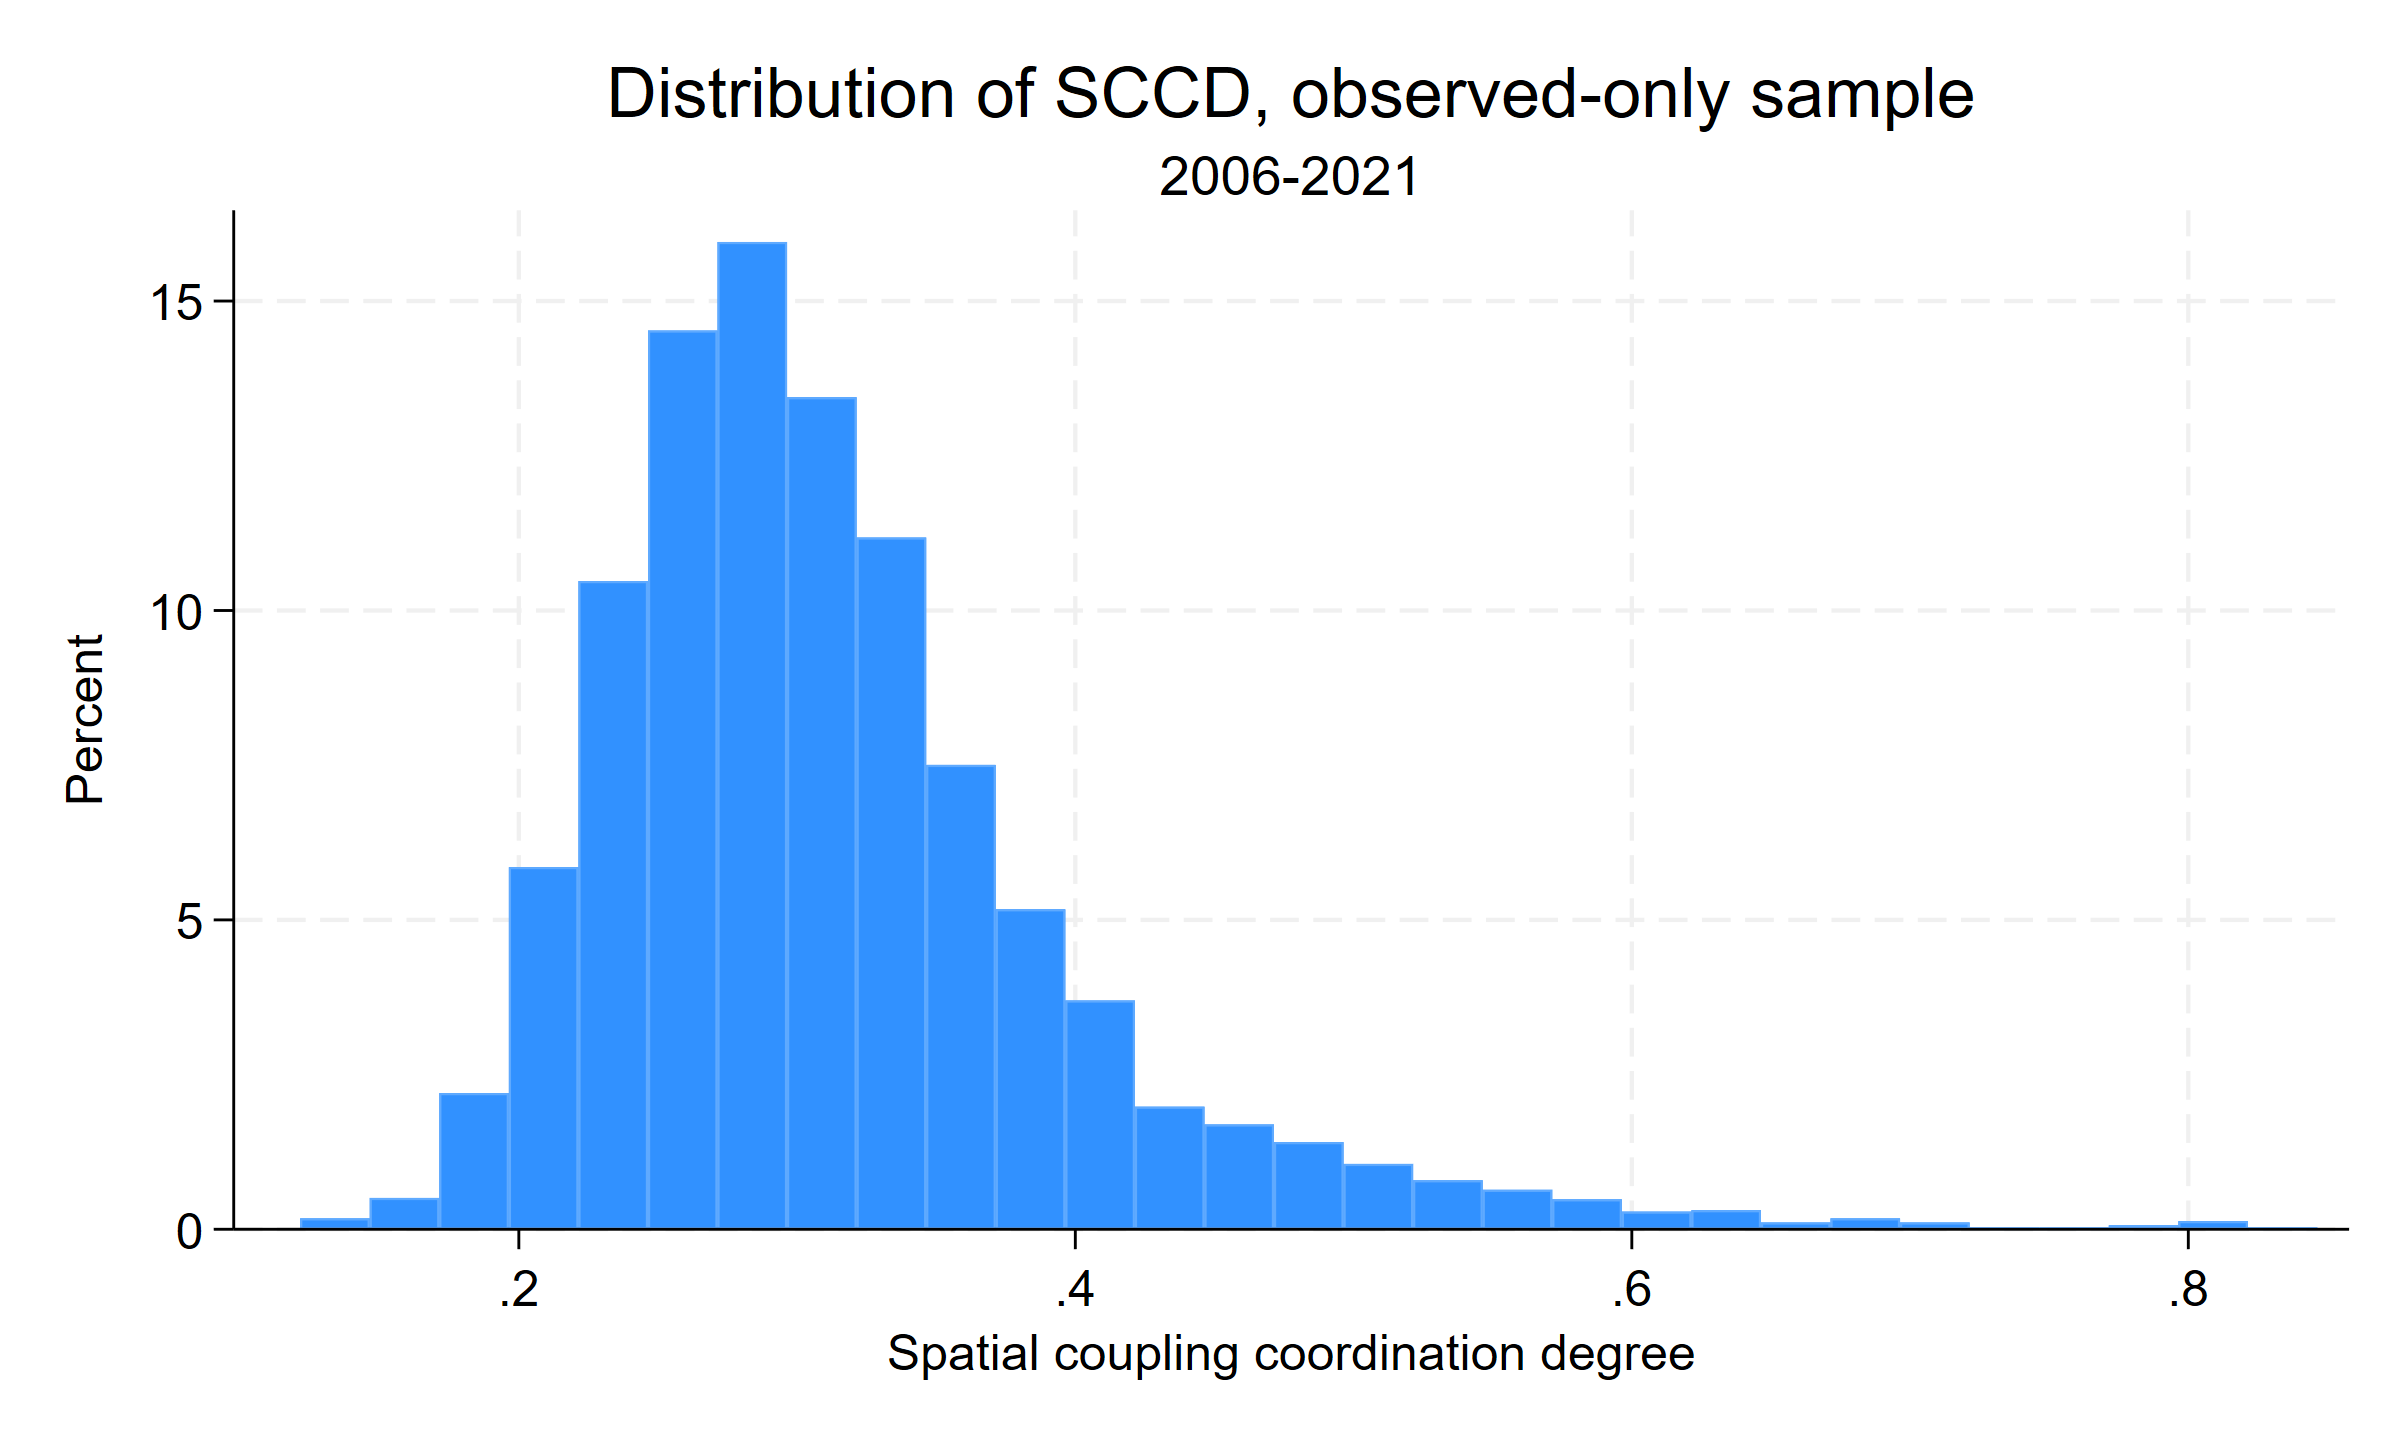 Distribution of SCCD, observed-only sample
2006-2021
15
10
5
0
Percent
.2 .4 .6 .8
Spatial coupling coordination degree